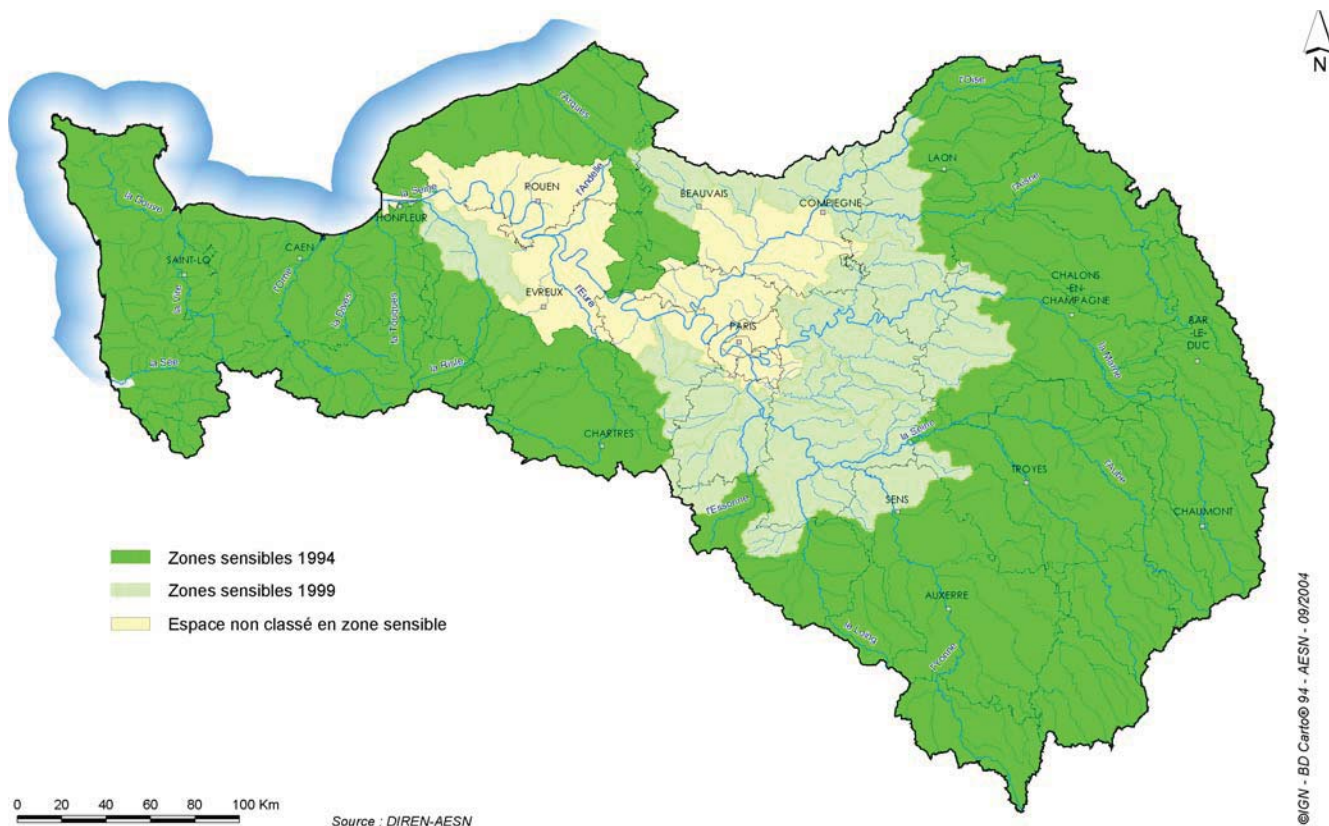 N
l'Oise
l'Arques
LAON
l'Aisne
la Seine
ROUEN
l'Andelle
BEAUVAIS
COMPIEGNE
la Douve
HONFLEUR
CAEN
SAINT-LO
l'Orne
la Vire
la Dives
la Touques
EVREUX
l'Eure
CHALONS
-EN-
CHAMPAGNE
PARIS
BAR
-LE-
DUC
la Marne
la Sée
la Risle
CHARTRES
la Seine
TROYES
l'Aube
l'Essonne
SENS
CHAUMONT
Zones sensibles 1994
Zones sensibles 1999
Espace non classé en zone sensible
AUXERRE
le Loing
l'Yonne
0 20 40 60 80 100 Km
Source : DIREN-AESN
©IGN - BD Carto® 94 - AESN - 09/2004